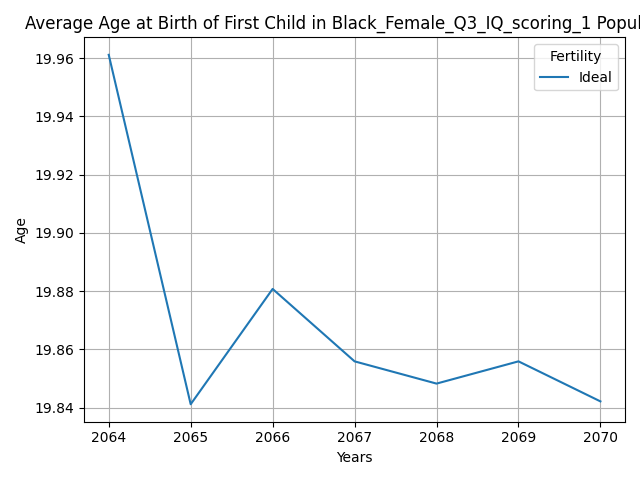 Average Age at Birth of First Child in Black_Female_Q3_IQ_scoring_1 Popul
Fertility
Ideal
19.96
19.94
19.92
19.90
19.88
19.86
19.84
Age
2064 2065 2066 2067 2068 2069 2070
Years